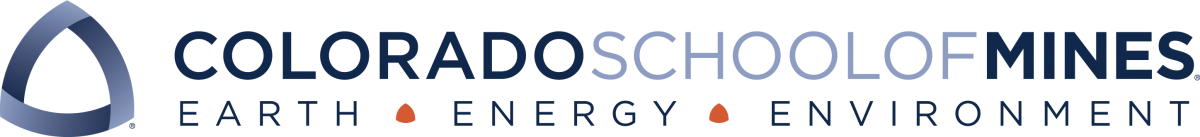 COLORADOSCHOOLOFMINES®
EARTH ENERGY ENVIRONMENT
®